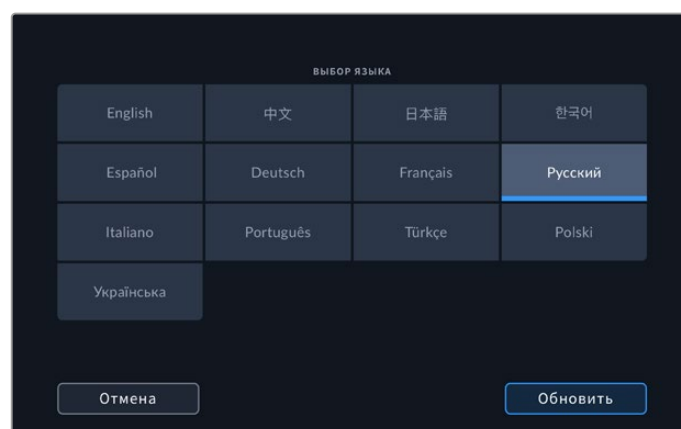 ВЫБОР ЯЗЫКА
English 中文 日本語 한국어
Español Deutsch Français Русский
Italiano Português Türkçe Polski
Українська
Отмена Обновить